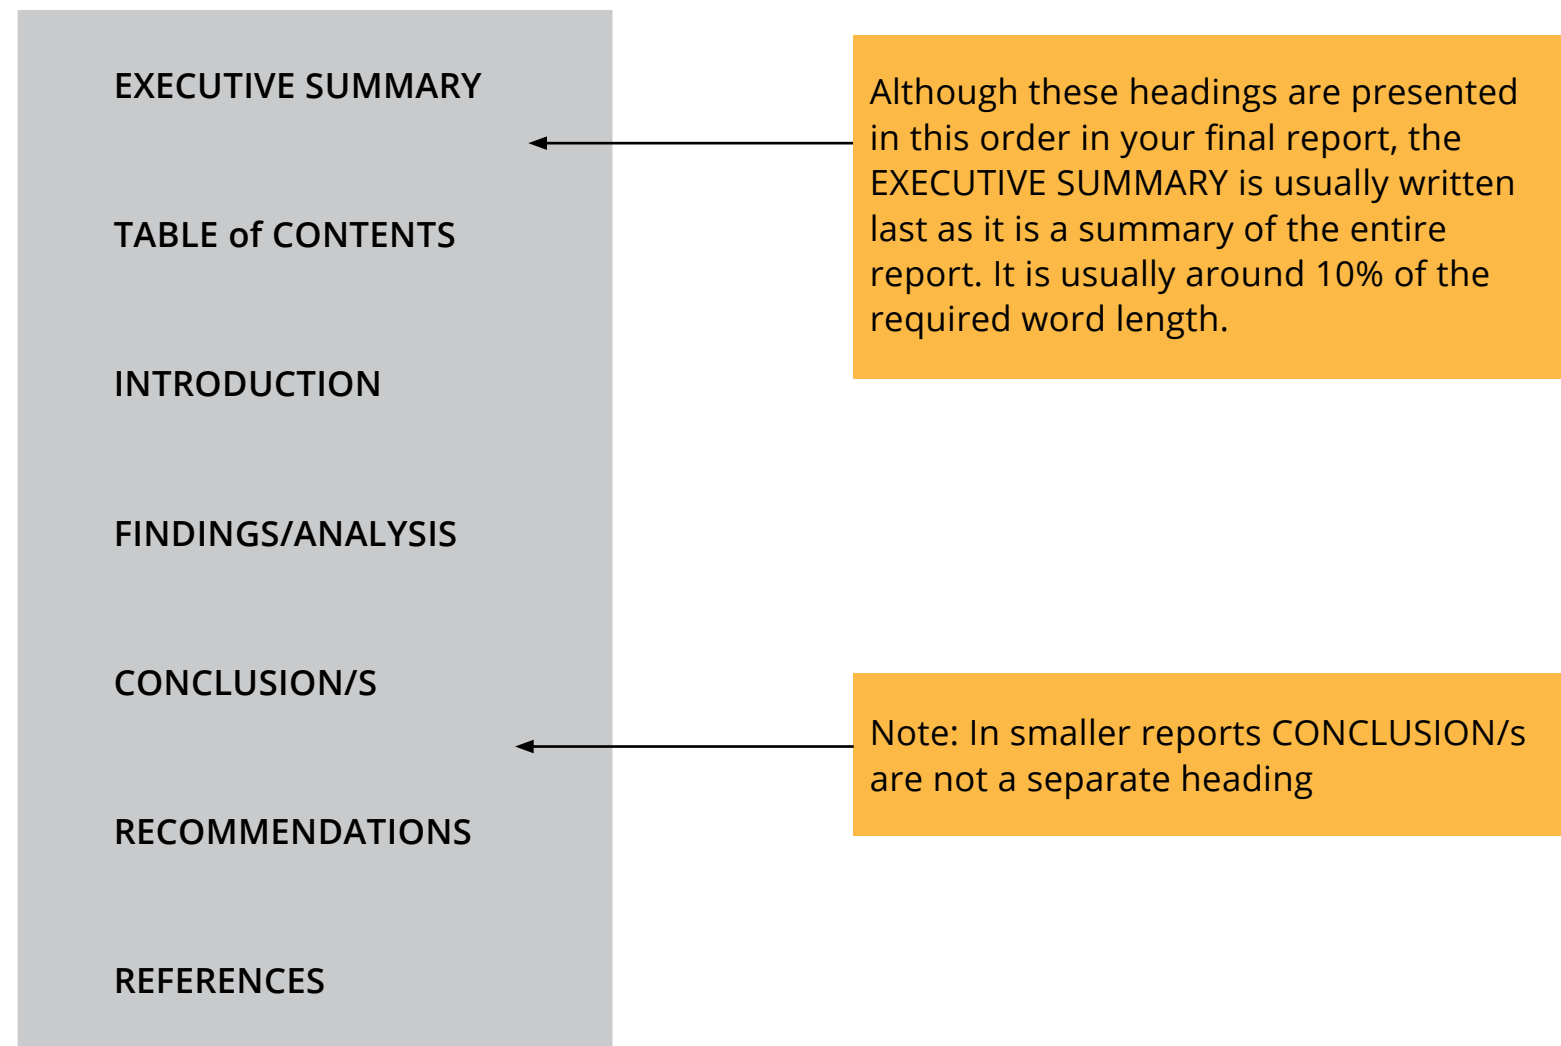 EXECUTIVE SUMMARY
Although these headings are presented
in this order in your final report, the
EXECUTIVE SUMMARY is usually written
last as it is a summary of the entire
report. It is usually around 10% of the
required word length.
TABLE of CONTENTS
INTRODUCTION
FINDINGS/ANALYSIS
CONCLUSION/S
Note: In smaller reports CONCLUSION/s
are not a separate heading
RECOMMENDATIONS
REFERENCES